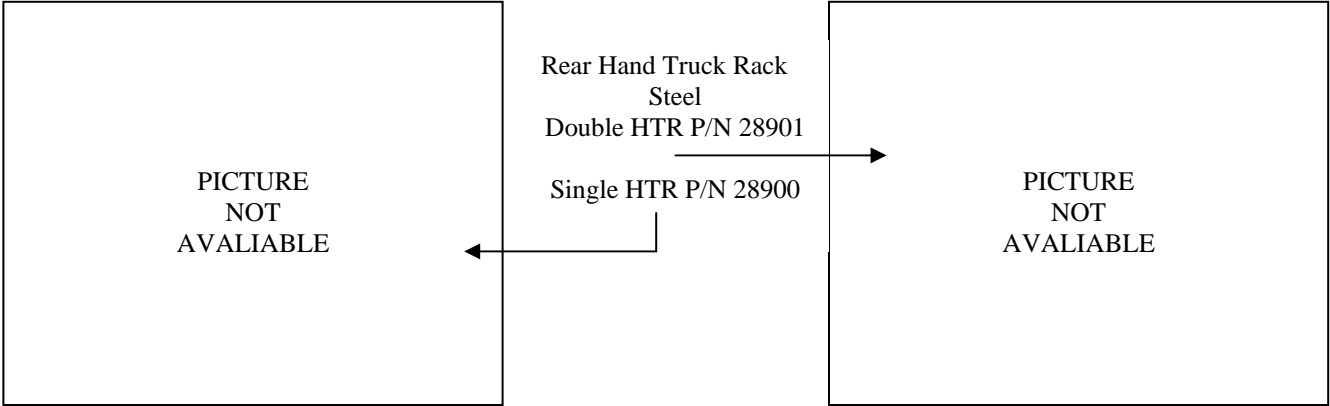 PICTURE
NOT
AVALIABLE
Rear Hand Truck Rack
Steel
Double HTR P/N 28901
Single HTR P/N 28900
PICTURE
NOT
AVALIABLE